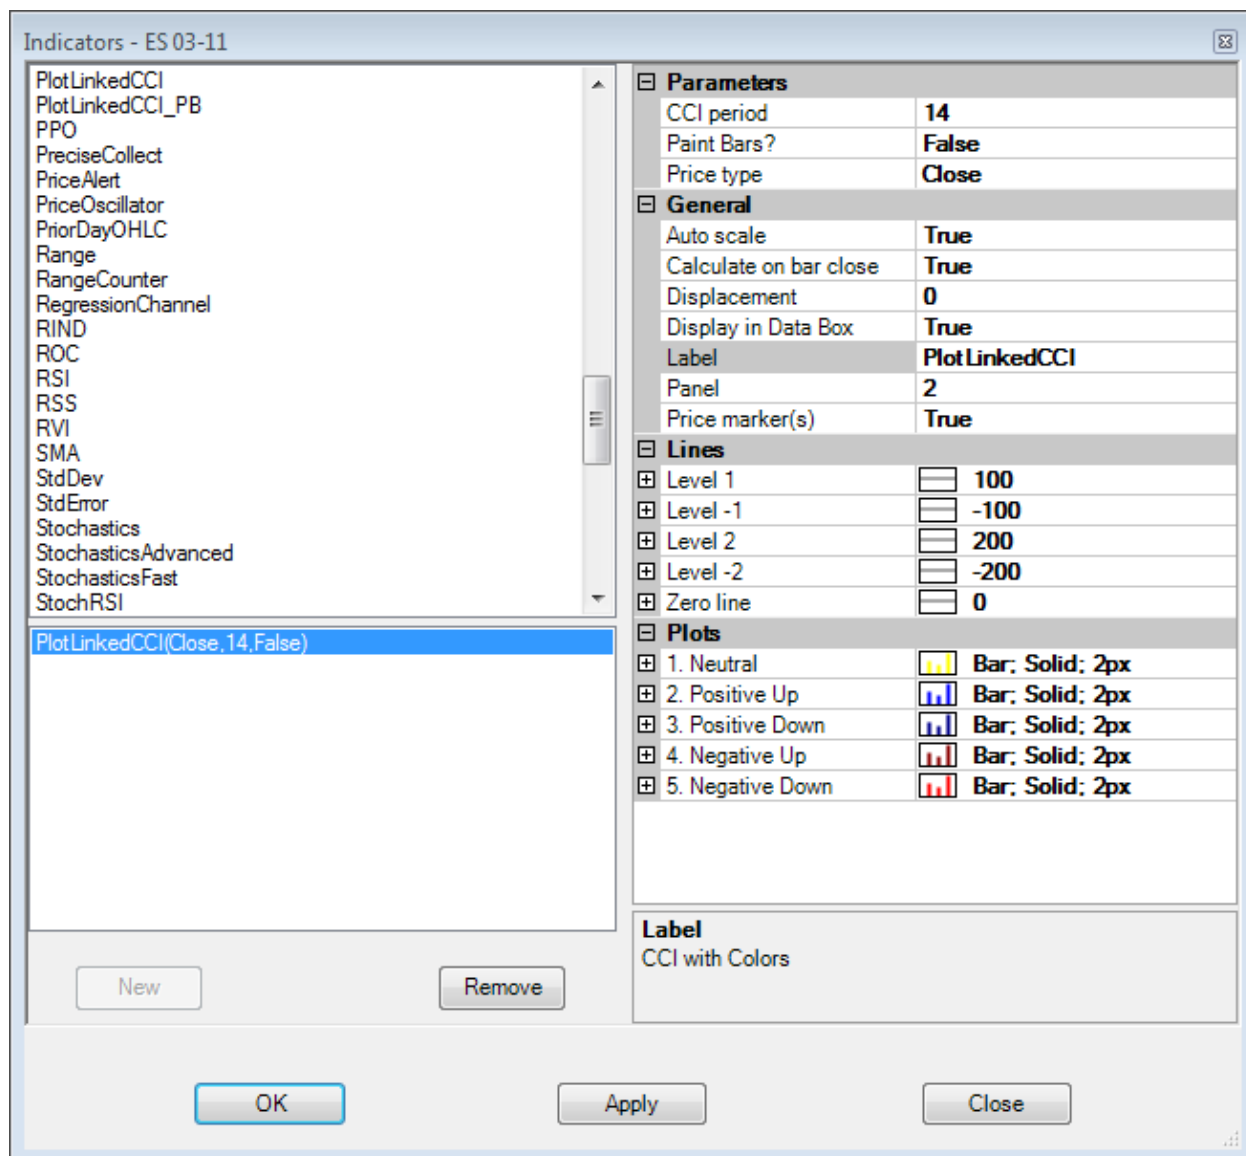 Indicators - ES 03-11
PlotLinkedCCI
PlotLinkedCCI_PB
PPO
PreciseCollect
PriceAlert
PriceOscillator
PriorDayOHLC
Range
RangeCounter
RegressionChannel
RIND
ROC
RSI
RSS
RVI
SMA
StdDev
StdError
Stochastics
StochasticsAdvanced
StochasticsFast
StochRSI
PlotLinkedCCI(Close,14,False)
New
Remove
Parameters
CCI period 14
Paint Bars? False
Price type Close
General
Auto scale True
Calculate on bar close True
Displacement 0
Display in Data Box True
Label PlotLinkedCCI
Panel 2
Price marker(s) True
Lines
Level 1 100
Level -1 -100
Level 2 200
Level -2 -200
Zero line 0
Plots
1. Neutral Bar; Solid; 2px
2. Positive Up Bar; Solid; 2px
3. Positive Down Bar; Solid; 2px
4. Negative Up Bar; Solid; 2px
5. Negative Down Bar; Solid; 2px
Label
CCI with Colors
OK
Apply
Close